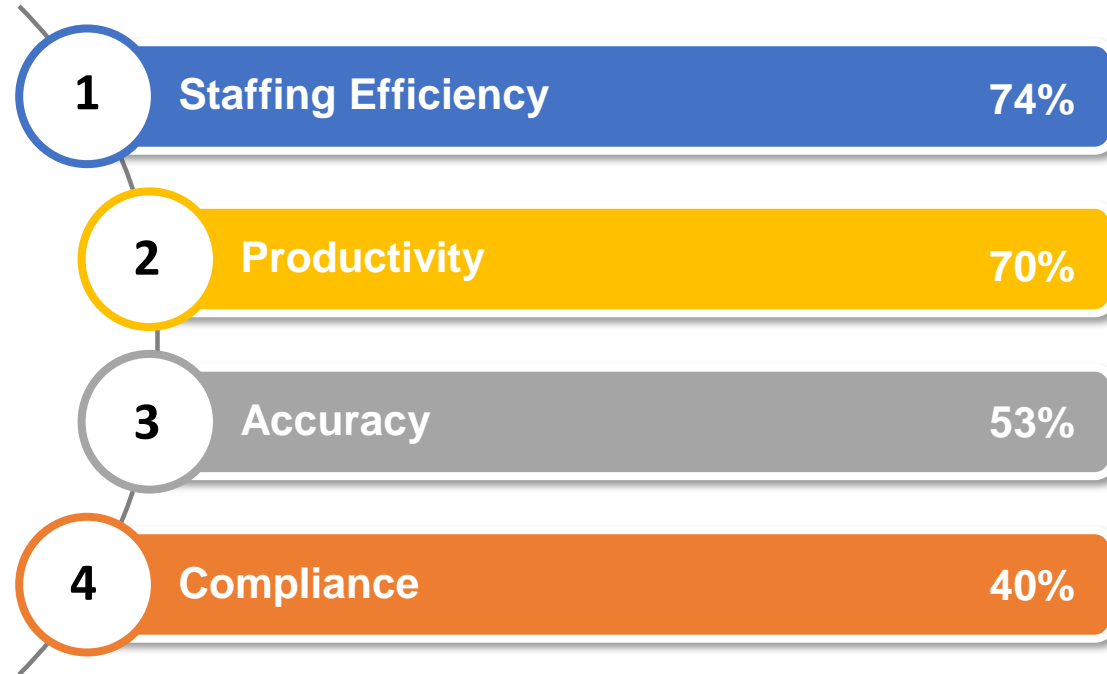 1 Staffing Efficiency 74%
2 Productivity 70%
3 Accuracy 53%
4 Compliance 40%